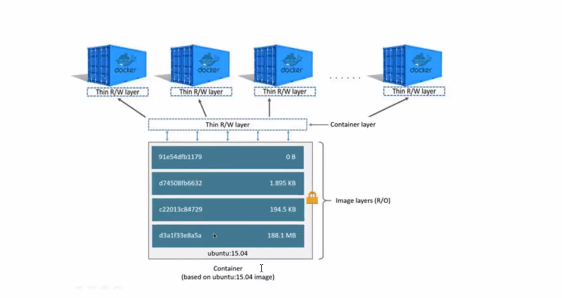 docker docker docker docker
Thin R/W layer Thin R/W layer Thin R/W layer Thin R/W layer
Thin R/W layer Container layer
91e54dfb1179 0 B
d74508fb6632 1.895 KB
c22013c84729 194.5 KB
d3a1f33e8a5a 188.1 MB
Image layers (R/O)
ubuntu:15.04
Container
(based on ubuntu:15.04 image)